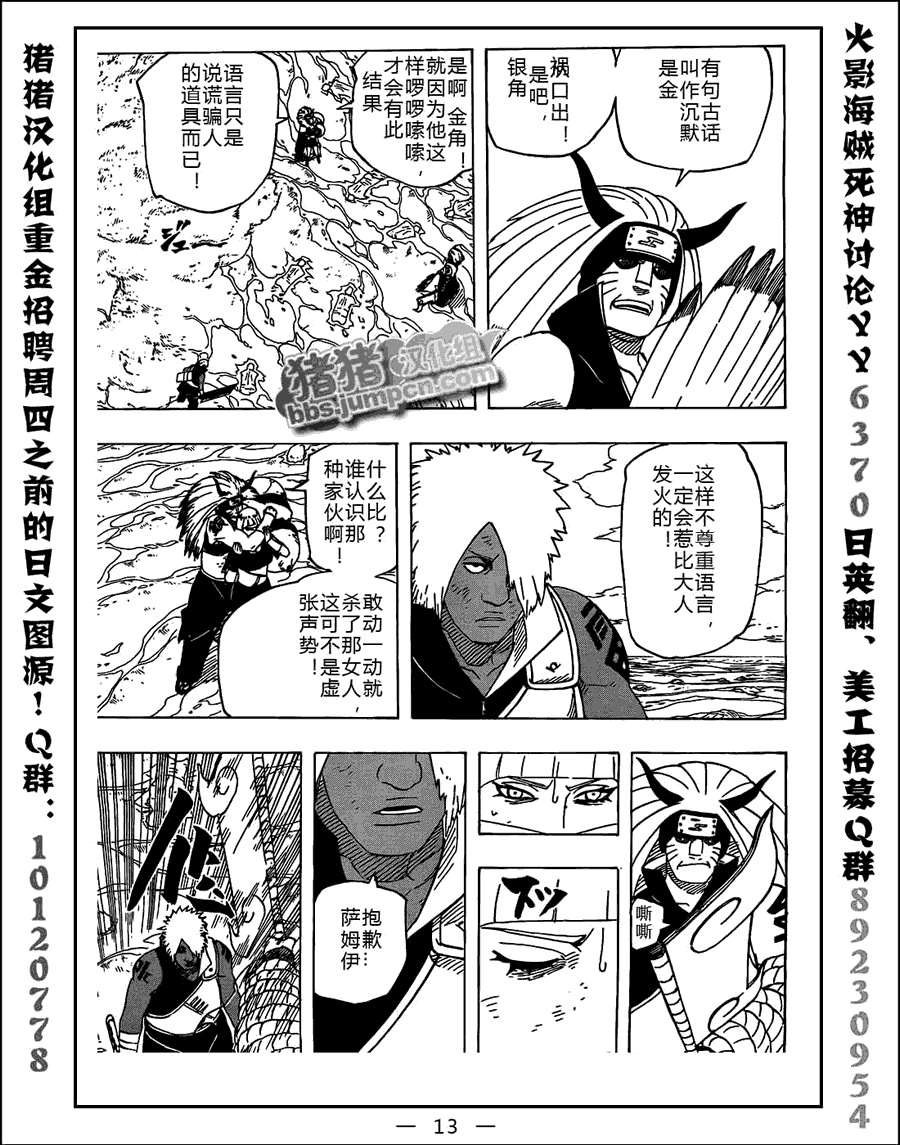 火影海贼死神讨论YY6370日英翻、美工招募Q群89230954
有句古话
叫作沉默
是金
祸口出！
是吧，
银角
是啊，金角！
就因为他这
样啰啰嗦嗦，
才会有此
结果
语言只是
说谎骗人
的道具而
已！
ジュ
猪猪汉化组
bbs.jumpcn.com
这样不尊重语言，
一定会惹比大人
发火的！
什么比？
谁认识那
种家伙啊！
敢动一动就
杀了那女人，
这可不是虚
张声势！
嘶
嘶
スッ
抱歉…
萨姆
伊
猪猪汉化组重金招聘周四之前的日文图源！Q群：10120778
— 13 —